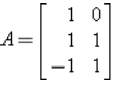 A = [ 1 0
1 1
-1 1 ]